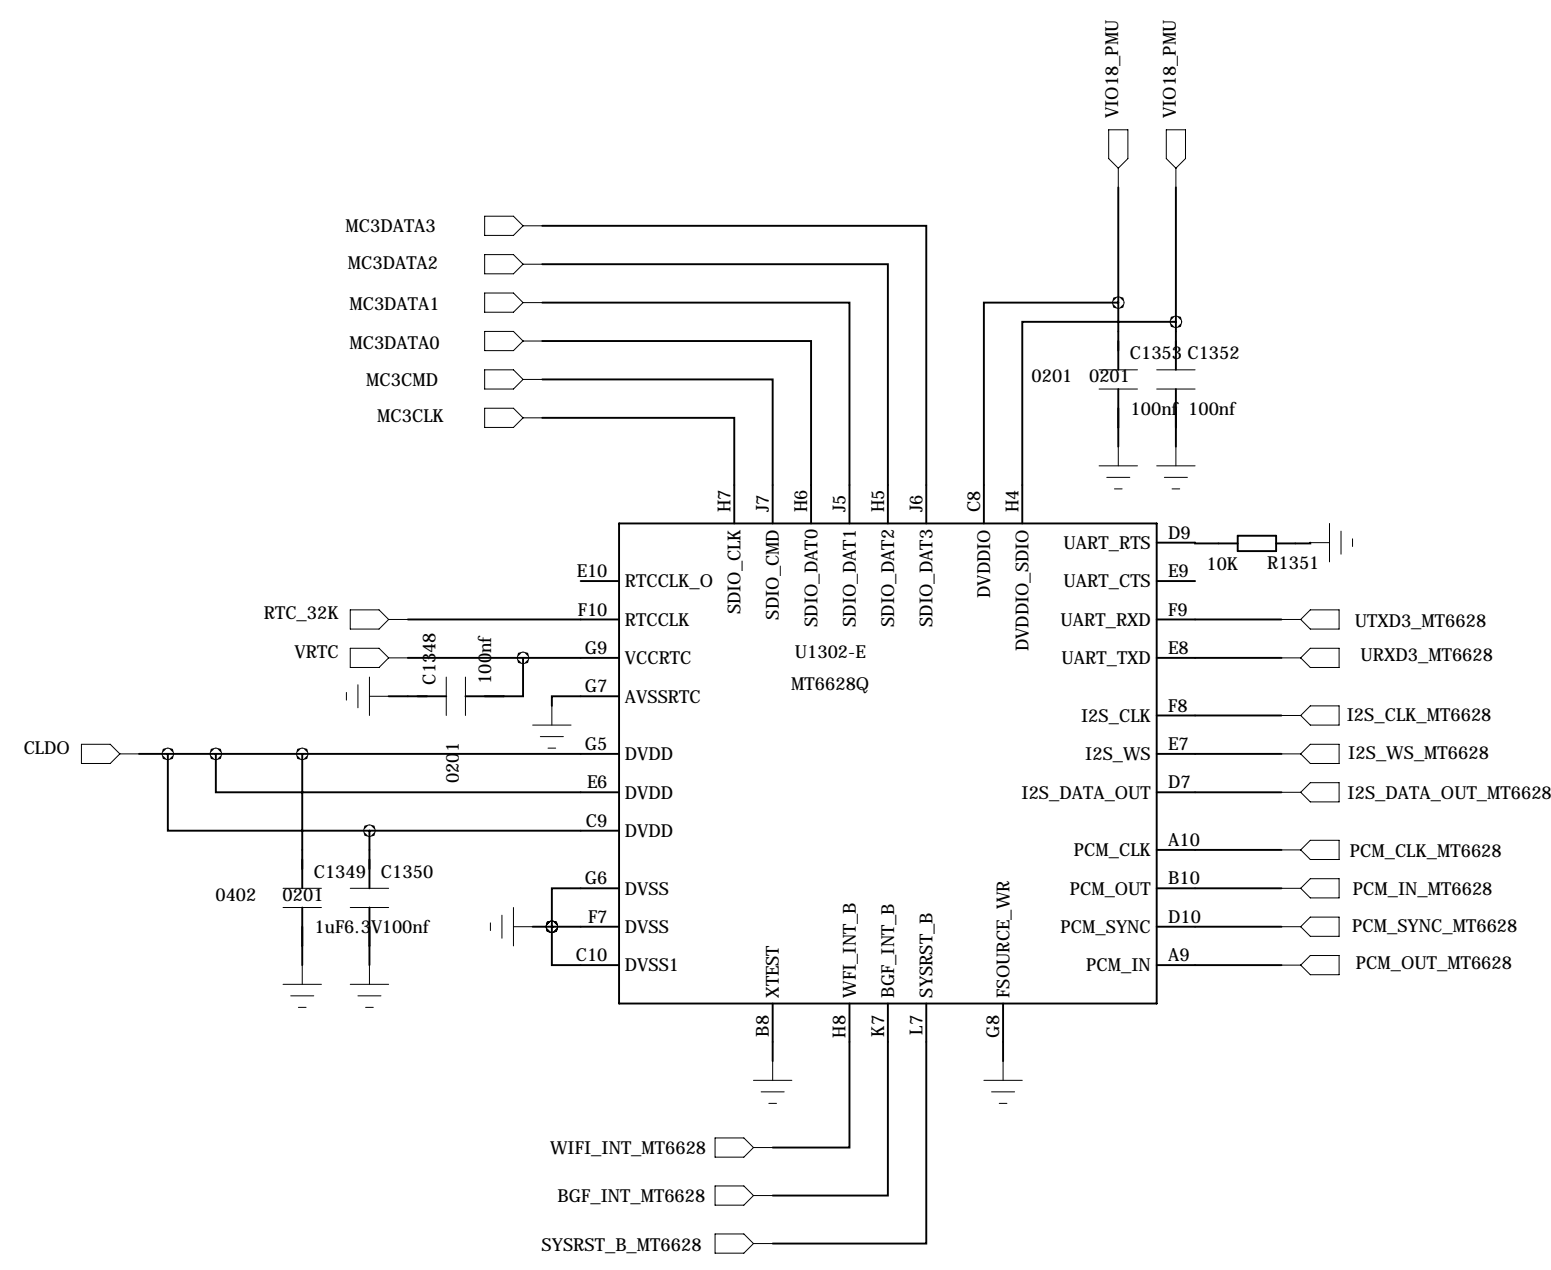 VIO18_PMU
VIO18_PMU
MC3DATA3
MC3DATA2
MC3DATA1
MC3DATA0
MC3CMD
MC3CLK
C1353 C1352
0201 0201
100nf 100nf
H7
J7
H6
J5
H5
J6
C8
H4
SDIO_CLK
SDIO_CMD
SDIO_DAT0
SDIO_DAT1
SDIO_DAT2
SDIO_DAT3
DVDDIO
DVDDIO_SDIO
UART_RTS D9
10K R1351
E10 RTCCLK_O
UART_CTS E9
RTC_32K F10 RTCCLK
UART_RXD F9 UTXD3_MT6628
VRTC G9 VCCRTC
C1348
100nf
0201
U1302-E
MT6628Q
UART_TXD E8 URXD3_MT6628
G7 AVSSRTC
I2S_CLK F8 I2S_CLK_MT6628
CLDO G5 DVDD
I2S_WS E7 I2S_WS_MT6628
E6 DVDD
I2S_DATA_OUT D7 I2S_DATA_OUT_MT6628
C9 DVDD
PCM_CLK A10 PCM_CLK_MT6628
C1349 C1350
0402 0201
1uF6.3V100nf
G6 DVSS
PCM_OUT B10 PCM_IN_MT6628
F7 DVSS
PCM_SYNC D10 PCM_SYNC_MT6628
C10 DVSS1
PCM_IN A9 PCM_OUT_MT6628
XTEST
WFI_INT_B
BGF_INT_B
SYSRST_B
FSOURCE_WR
B8
H8
K7
L7
G8
WIFI_INT_MT6628
BGF_INT_MT6628
SYSRST_B_MT6628